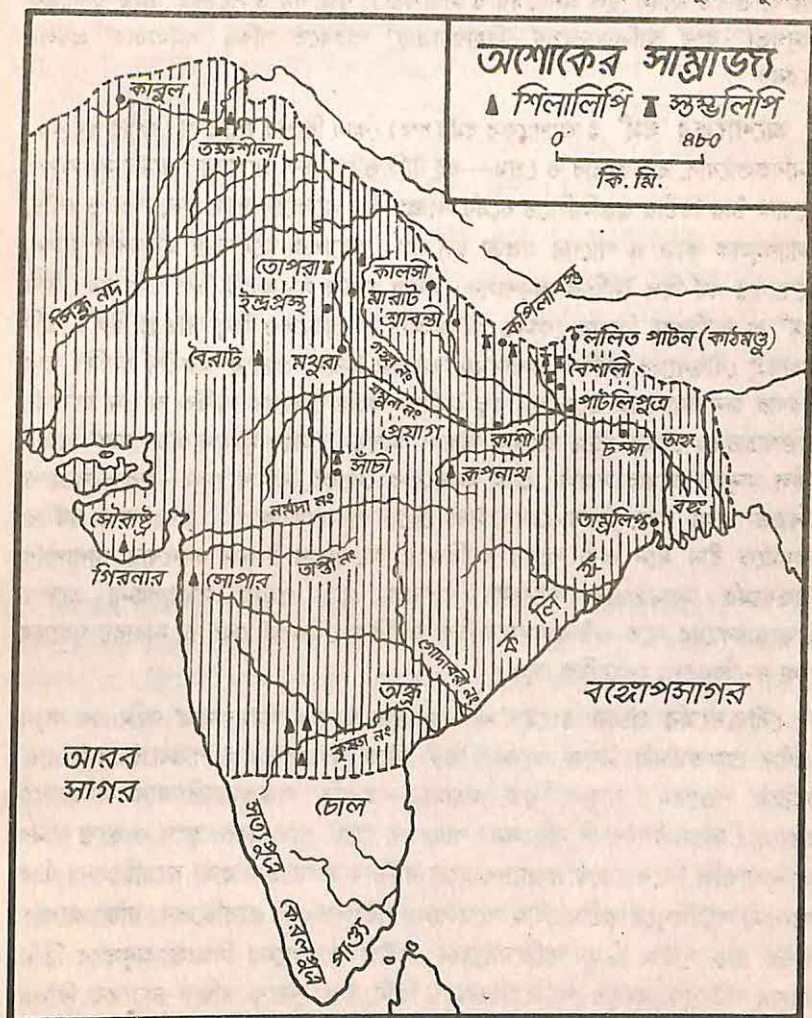 অশোকের সাম্রাজ্য
শিলালিপি স্তম্ভলিপি
০ ৪৮০
কি.মি.
কাবুল
তক্ষশীলা
সিন্ধু নদ
তোপরা
কালসী
ইন্দ্রপ্রস্থ
মীরাট
শ্রাবস্তী
কপিলাবস্তু
ললিত পাটন (কাঠমণ্ডু)
বৈরাট
মথুরা
গঙ্গা নং
যমুনা নং
বৈশালী
পাটলিপুত্র
প্রয়াগ
কাশী
চম্পা
অঙ্গ
সাঁচী
রূপনাথ
বঙ্গ
নর্মদা নং
তাম্রলিপ্ত
সৌরাষ্ট্র
গিরনার
তাপ্তী নং
সোপার
কলিঙ্গ
গোদাবরী নং
অন্ধ্র
বঙ্গোপসাগর
কৃষ্ণা নং
আরব
সাগর
চোল
সত্যপুত্র
কেরলপুত্র
পাণ্ড্য